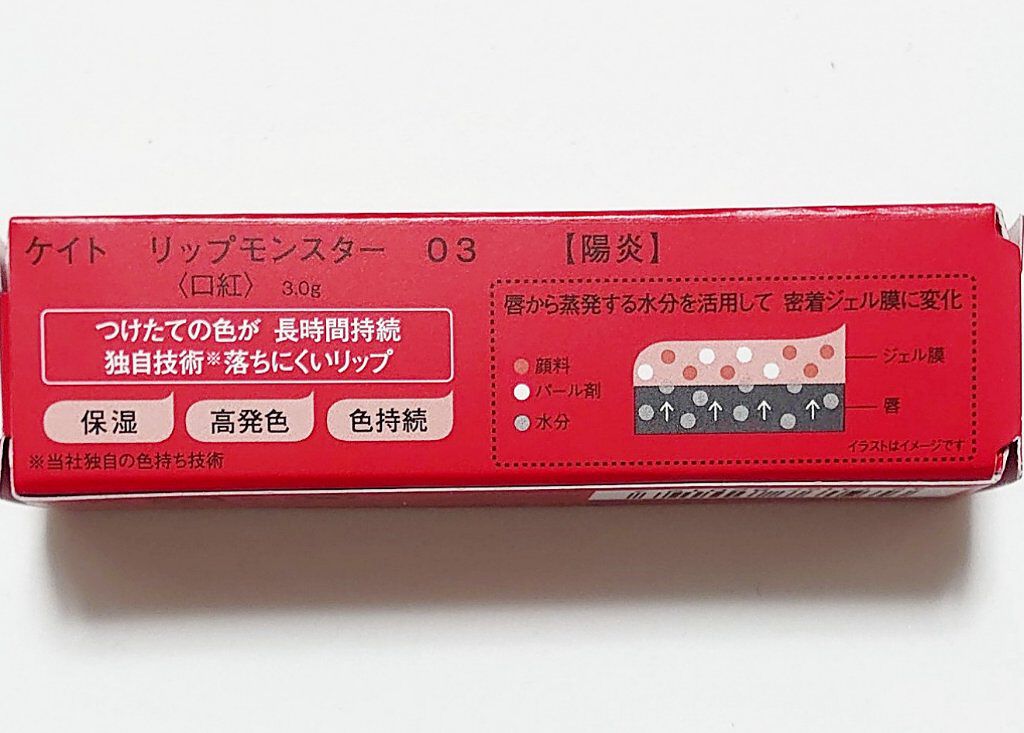 ケイト リップモンスター 03 【陽炎】
〈口紅〉 3.0g
つけたての色が 長時間持続
独自技術※落ちにくいリップ
保湿
高発色
色持続
※当社独自の色持ち技術
唇から蒸発する水分を活用して 密着ジェル膜に変化
顔料
パール剤
水分
ジェル膜
唇
イラストはイメージです